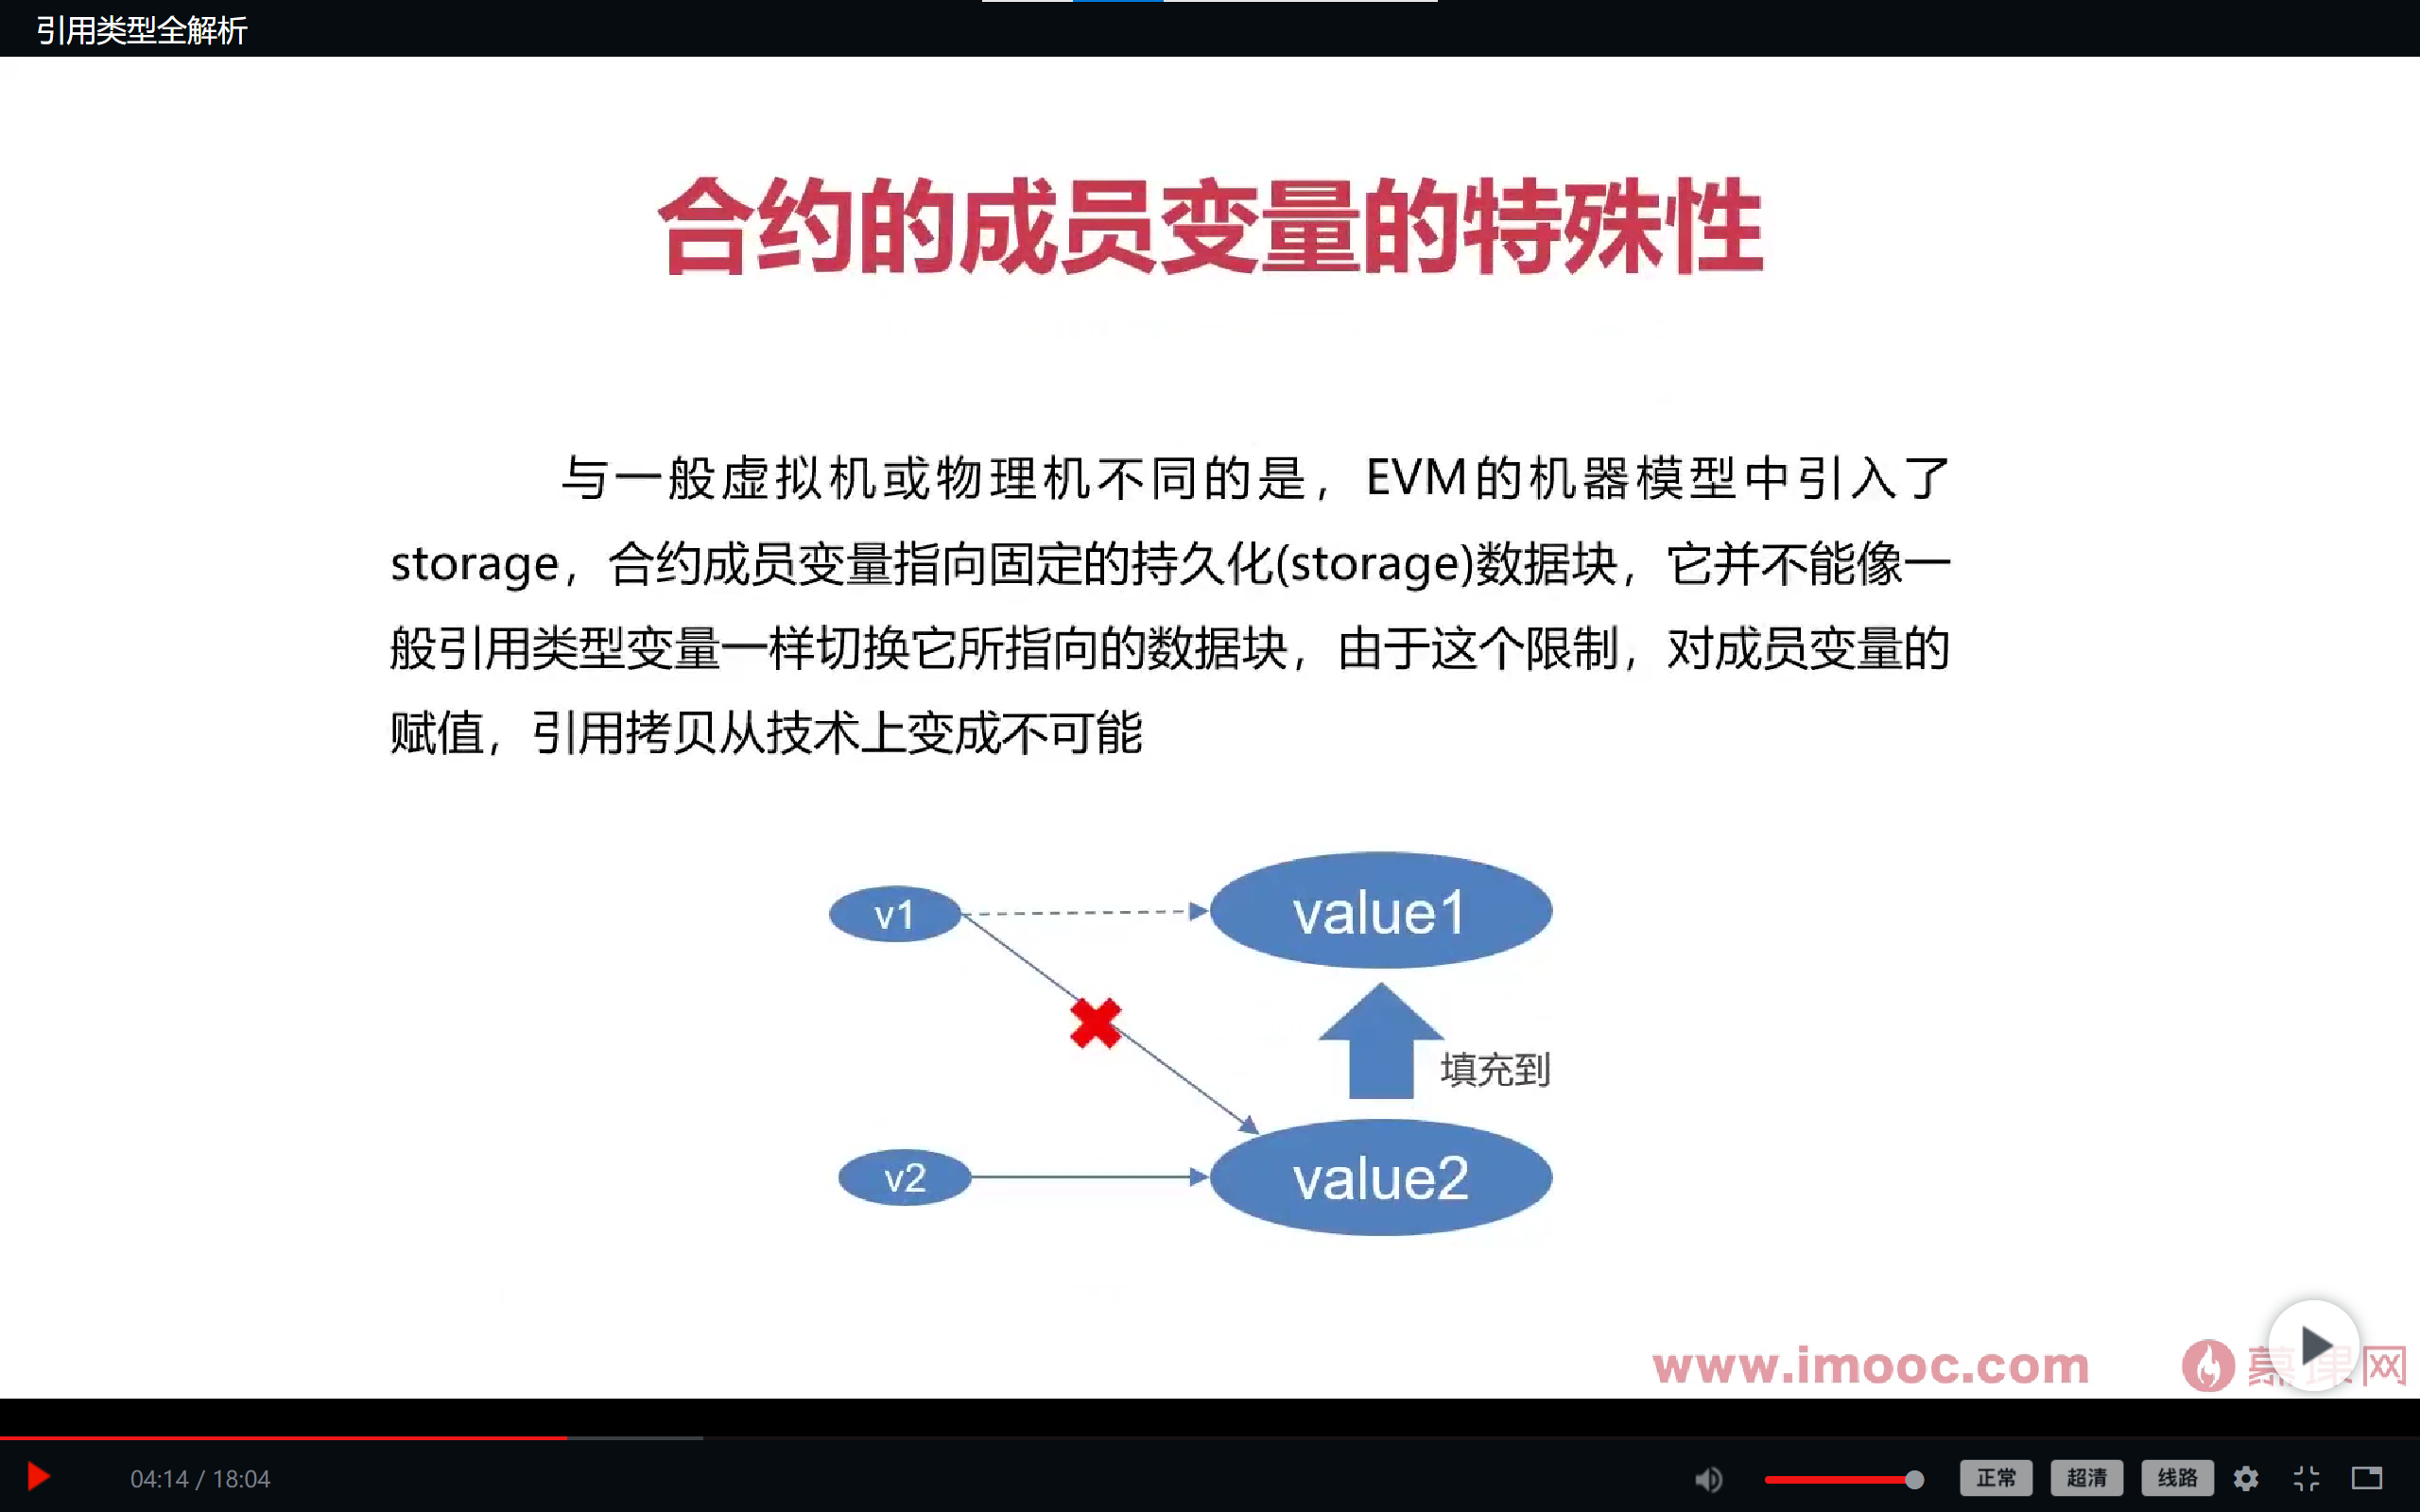 引用类型全解析
合约的成员变量的特殊性
与一般虚拟机或物理机不同的是，EVM的机器模型中引入了
storage，合约成员变量指向固定的持久化(storage)数据块，它并不能像一
般引用类型变量一样切换它所指向的数据块，由于这个限制，对成员变量的
赋值，引用拷贝从技术上变成不可能
v1
value1
填充到
v2
value2
www.imooc.com
慕课网
04:14 / 18:04
正常
超清
线路